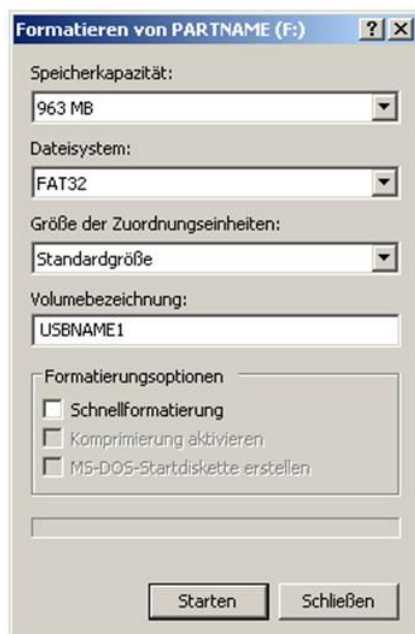 Formatieren von PARTNAME (F:)
Speicherkapazität:
963 MB
Dateisystem:
FAT32
Größe der Zuordnungseinheiten:
Standardgröße
Volumebezeichnung:
USBNAME1
Formatierungsoptionen
Schnellformatierung
Komprimierung aktivieren
MS-DOS-Startdiskette erstellen
Starten Schließen